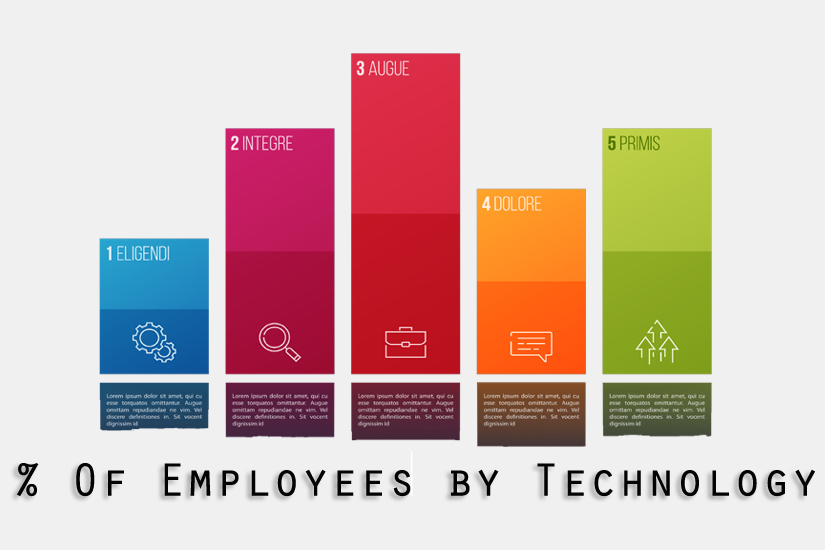 3 AUGUE
2 INTEGRE
5 PRIMIS
4 DOLORE
1 ELIGENDI
Lorem ipsum dolor sit amet, qui cu
esse torquatos omittantur. Augue
omittam repudiandae ne vim. Vel
dictam definitiones in. Sit vocent
dignissim id
Lorem ipsum dolor sit amet, qui cu
esse torquatos omittantur. Augue
omittam repudiandae ne vim. Vel
dictam definitiones in. Sit vocent
dignissim id
Lorem ipsum dolor sit amet, qui cu
esse torquatos omittantur. Augue
omittam repudiandae ne vim. Vel
dictam definitiones in. Sit vocent
dignissim id
Lorem ipsum dolor sit amet, qui cu
esse torquatos omittantur. Augue
omittam repudiandae ne vim. Vel
dictam definitiones in. Sit vocent
dignissim id
Lorem ipsum dolor sit amet, qui cu
esse torquatos omittantur. Augue
omittam repudiandae ne vim. Vel
dictam definitiones in. Sit vocent
dignissim id
% Of Employees by Technology